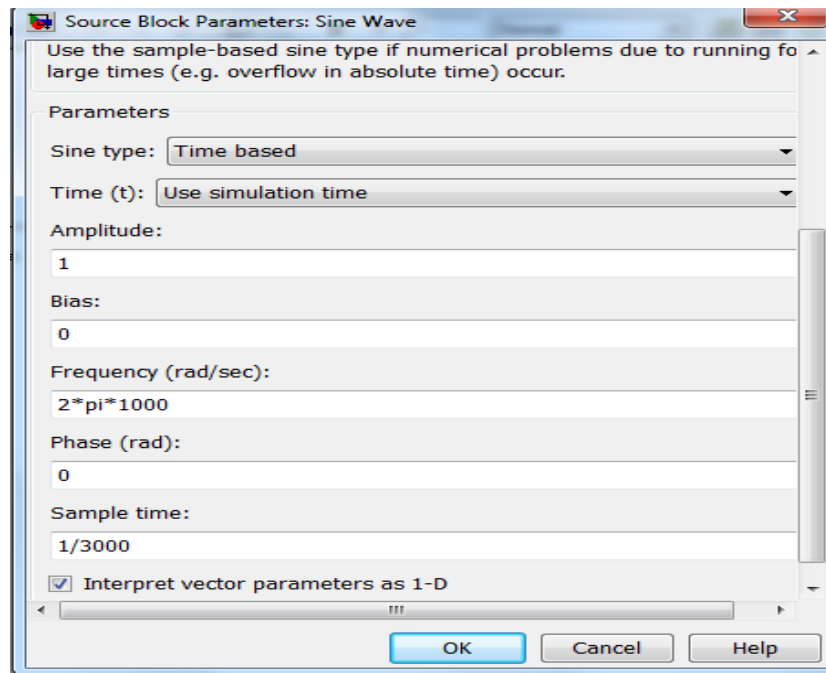 Source Block Parameters: Sine Wave
Use the sample-based sine type if numerical problems due to running fo
large times (e.g. overflow in absolute time) occur.
Parameters
Sine type: Time based
Time (t): Use simulation time
Amplitude:
1
Bias:
0
Frequency (rad/sec):
2*pi*1000
Phase (rad):
0
Sample time:
1/3000
Interpret vector parameters as 1-D
OK Cancel Help